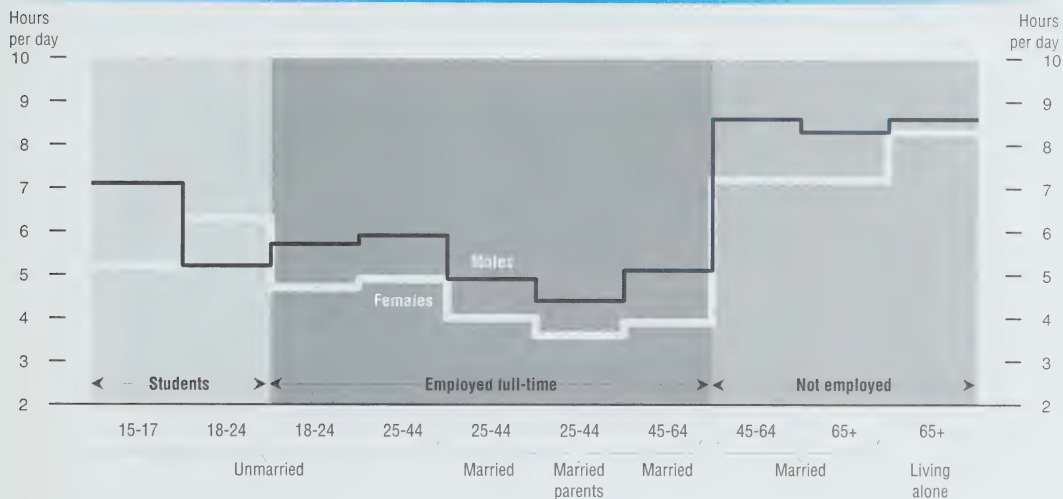 Hours
per day
Hours
per day
10
10
9
9
8
8
7
7
6
6
5
5
4
4
3
3
2
2
Males
Females
Students
Employed full-time
Not employed
15-17 18-24 18-24 25-44 25-44 25-44 45-64 45-64 65+ 65+
Unmarried Married Married Married Married Living
parents alone